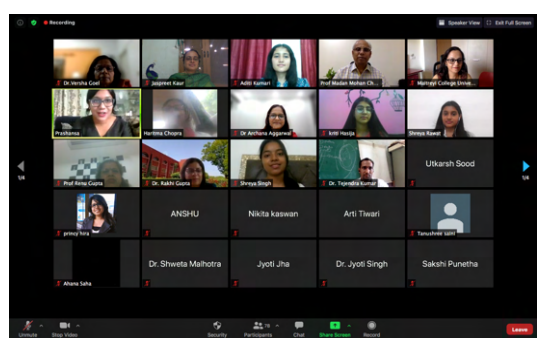 Recording
Speaker View
Exit Full Screen
Dr. Versha Goel
Jaspreet Kaur
Aditi Kumari
Prof Madan Mohan Ch...
Maitreyi College Unive...
Prashansa
Haritma Chopra
Dr Archana Aggarwal
kriti Hasija
Shreya Rawat
Prof Renu Gupta
Dr. Rakhi Gupta
Shreya Singh
Dr. Tejendra Kumar
Utkarsh Sood
1/4
1/4
princy hira
ANSHU
Nikita kaswan
Arti Tiwari
Tanushree saini
Ahana Saha
Dr. Shweta Malhotra
Jyoti Jha
Dr. Jyoti Singh
Sakshi Punetha
Unmute
Stop Video
Security
Participants
Chat
Share Screen
Record
Leave